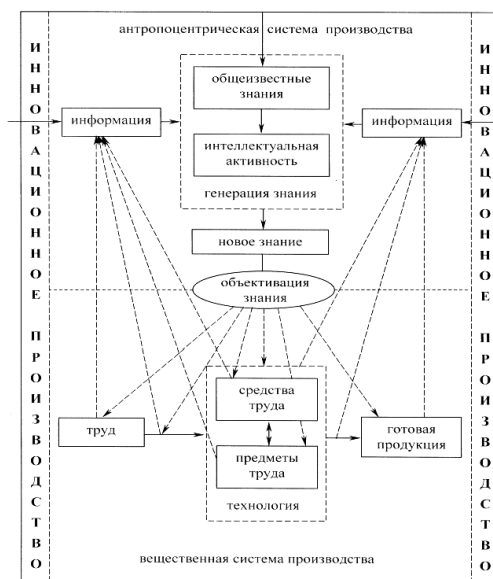 антропоцентрическая система производства
ИННОВАЦИОННОЕ ПРОИЗВОДСТВО
общеизвестные
знания
информация
информация
интеллектуальная
активность
генерация знания
новое знание
объективация
знания
средства
труда
труд
готовая
продукция
предметы
труда
технология
вещественная система производства
ИННОВАЦИОННОЕ ПРОИЗВОДСТВО